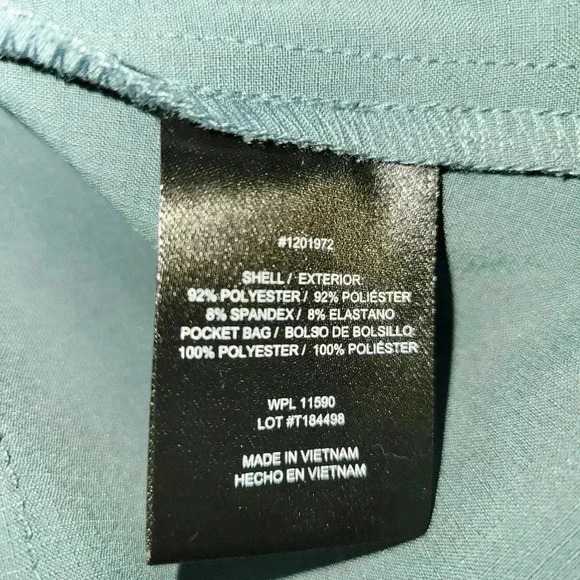 #1201972
SHELL / EXTERIOR:
92% POLYESTER / 92% POLIÉSTER
8% SPANDEX / 8% ELASTANO
POCKET BAG / BOLSO DE BOLSILLO:
100% POLYESTER / 100% POLIÉSTER
WPL 11590
LOT #T184498
MADE IN VIETNAM
HECHO EN VIETNAM